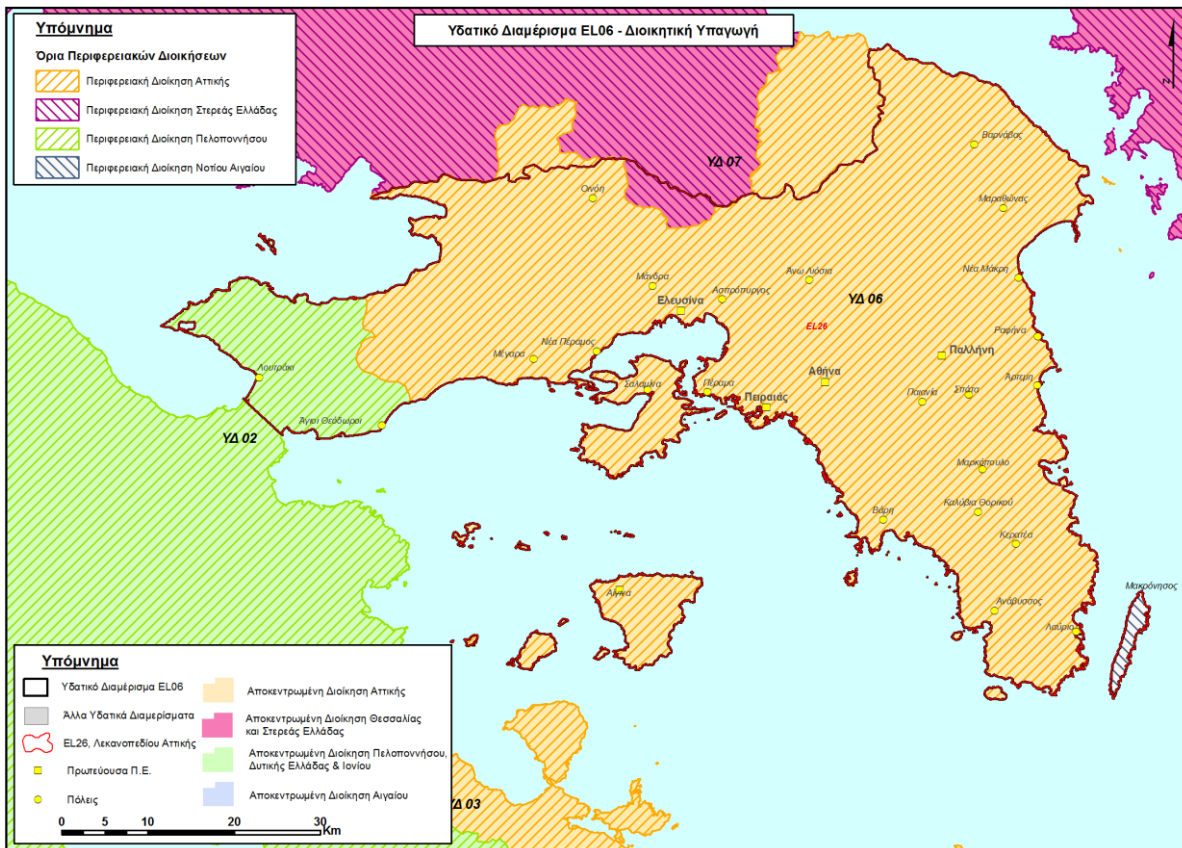 Υδατικό Διαμέρισμα EL06 - Διοικητική Υπαγωγή
Υπόμνημα
Όρια Περιφερειακών Διοικήσεων
Περιφερειακή Διοίκηση Αττικής
Περιφερειακή Διοίκηση Στερεάς Ελλάδας
Περιφερειακή Διοίκηση Πελοποννήσου
Περιφερειακή Διοίκηση Νοτίου Αιγαίου
Z
Βαρνάβας
ΥΔ 07
Οινόη
Μαραθώνας
Νέα Μάκρη
Άνω Λιόσια
Μάνδρα
Ασπρόπυργος
ΥΔ 06
Ελευσίνα
EL26
Ραφήνα
Νέα Πέραμος
Μέγαρα
Παλλήνη
Λουτράκι
Αθήνα
Άρτεμη
Σαλαμίνα
Πέραμα
Σπάτα
Πειραιάς
Παιανία
Άγιοι Θεόδωροι
ΥΔ 02
Μαρκόπουλο
Καλύβια Θορικού
Βάρη
Κερατέα
Μακρόνησος
Αίγινα
Ανάβυσσος
Λαύριο
ΥΔ 03
Υπόμνημα
Υδατικό Διαμέρισμα EL06
Άλλα Υδατικά Διαμερίσματα
EL26, Λεκανοπεδίου Αττικής
Πρωτεύουσα Π.Ε.
Πόλεις
Αποκεντρωμένη Διοίκηση Αττικής
Αποκεντρωμένη Διοίκηση Θεσσαλίας
και Στερεάς Ελλάδας
Αποκεντρωμένη Διοίκηση Πελοποννήσου,
Δυτικής Ελλάδας & Ιονίου
Αποκεντρωμένη Διοίκηση Αιγαίου
0 5 10 20 30
Km